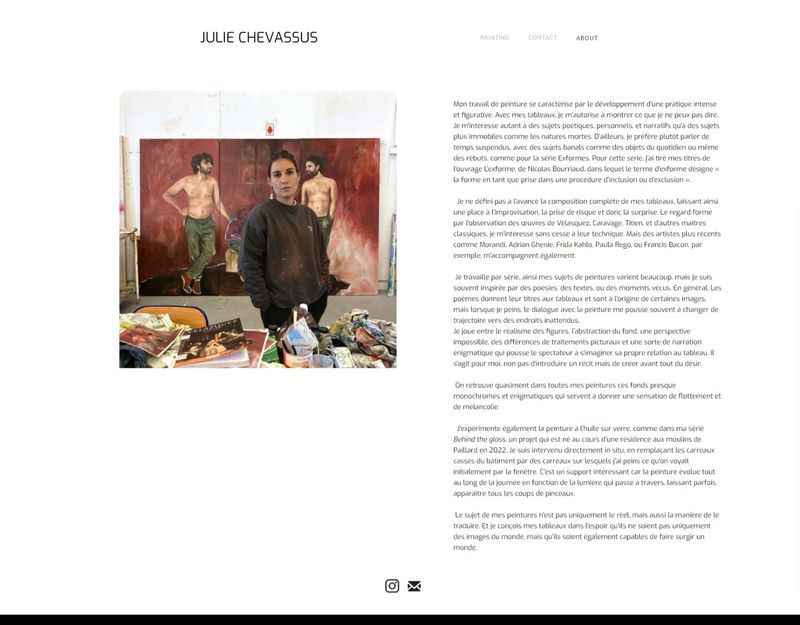 JULIE CHEVASSUS
PAINTING CONTACT ABOUT
Mon travail de peinture se caractérise par le développement d'une pratique intense
et figurative. Avec mes tableaux, je m'autorise à montrer ce que je ne peux pas dire.
Je m'intéresse autant à des sujets poétiques, personnels, et narratifs qu'à des sujets
plus immobiles comme les natures mortes. D'ailleurs, je préfère plutôt parler de
temps suspendus, avec des sujets banals comme des objets du quotidien ou même
des rebuts, comme pour la série Exformes. Pour cette série, j'ai tiré mes titres de
l'ouvrage L'exforme, de Nicolas Bourriaud, dans lequel le terme d'exforme désigne «
la forme en tant que prise dans une procédure d'inclusion ou d'exclusion ».
Je ne défini pas à l'avance la composition complète de mes tableaux, laissant ainsi
une place à l'improvisation, la prise de risque et donc la surprise. Le regard formé
par l'observation des œuvres de Vélasquez, Caravage, Titien, et d'autres maîtres
classiques, je m'intéresse sans cesse à leur technique. Mais des artistes plus récents
comme Morandi, Adrian Ghenie, Frida Kahlo, Paula Rego, ou Francis Bacon, par
exemple, m'accompagnent également.
Je travaille par série, ainsi mes sujets de peintures varient beaucoup, mais je suis
souvent inspirée par des poésies, des textes, ou des moments vécus. En général, Les
poèmes donnent leur titres aux tableaux et sont à l'origine de certaines images,
mais lorsque je peins, le dialogue avec la peinture me pousse souvent à changer de
trajectoire vers des endroits inattendus.
Je joue entre le réalisme des figures, l'abstraction du fond, une perspective
impossible, des différences de traitements picturaux et une sorte de narration
énigmatique qui pousse le spectateur à s'imaginer sa propre relation au tableau. Il
s'agit pour moi, non pas d'introduire un récit mais de créer avant tout du désir.
On retrouve quasiment dans toutes mes peintures ces fonds presque
monochromes et énigmatiques qui servent à donner une sensation de flottement et
de mélancolie.
J'expérimente également la peinture à l'huile sur verre, comme dans ma série
Behind the glass, un projet qui est né au cours d'une résidence aux moulins de
Paillard en 2022. Je suis intervenu directement in situ, en remplaçant les carreaux
cassés du bâtiment par des carreaux sur lesquels j'ai peins ce qu'on voyait
initialement par la fenêtre. C'est un support intéressant car la peinture évolue tout
au long de la journée en fonction de la lumière qui passe à travers, laissant parfois
apparaître tous les coups de pinceaux.
Le sujet de mes peintures n'est pas uniquement le réel, mais aussi la manière de le
traduire. Et je conçois mes tableaux dans l'espoir qu'ils ne soient pas uniquement
des images du monde, mais qu'ils soient également capables de faire surgir un
monde.